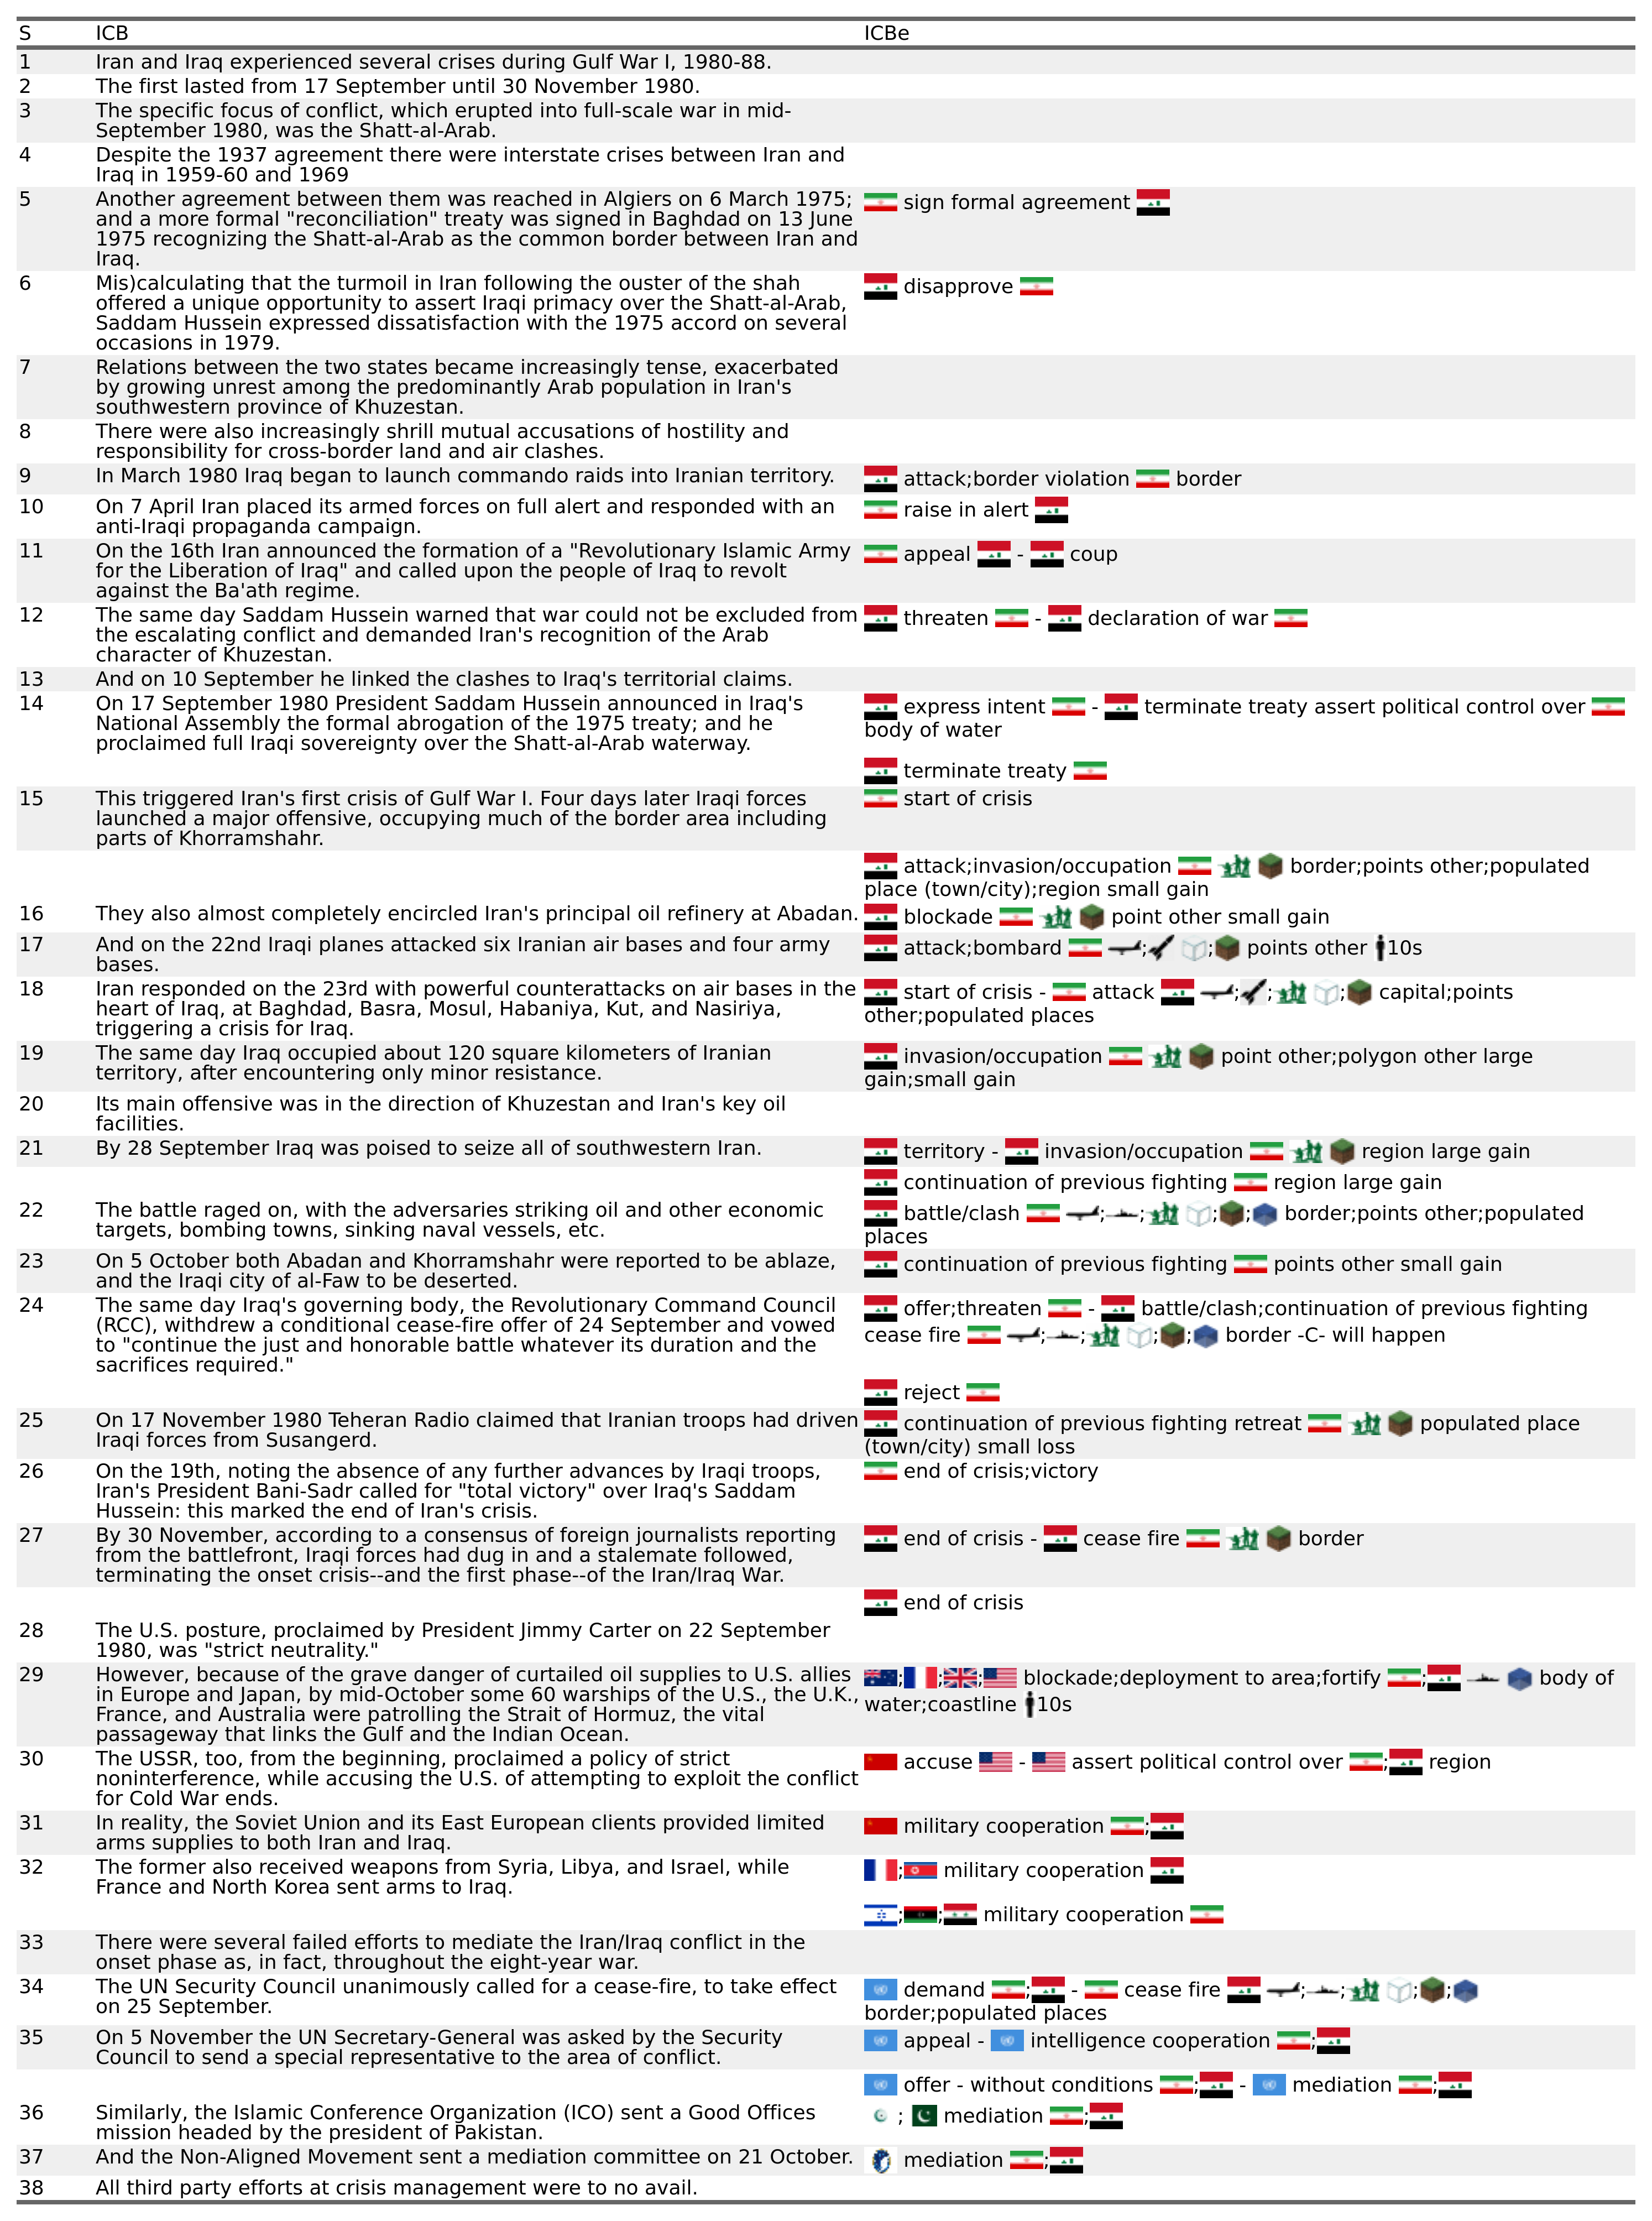 S ICB ICBe
1 Iran and Iraq experienced several crises during Gulf War I, 1980-88.
2 The first lasted from 17 September until 30 November 1980.
3 The specific focus of conflict, which erupted into full-scale war in mid-
September 1980, was the Shatt-al-Arab.
4 Despite the 1937 agreement there were interstate crises between Iran and
Iraq in 1959-60 and 1969
5 Another agreement between them was reached in Algiers on 6 March 1975; sign formal agreement
and a more formal "reconciliation" treaty was signed in Baghdad on 13 June
1975 recognizing the Shatt-al-Arab as the common border between Iran and
Iraq.
6 Mis)calculating that the turmoil in Iran following the ouster of the shah disapprove
offered a unique opportunity to assert Iraqi primacy over the Shatt-al-Arab,
Saddam Hussein expressed dissatisfaction with the 1975 accord on several
occasions in 1979.
7 Relations between the two states became increasingly tense, exacerbated
by growing unrest among the predominantly Arab population in Iran's
southwestern province of Khuzestan.
8 There were also increasingly shrill mutual accusations of hostility and
responsibility for cross-border land and air clashes.
9 In March 1980 Iraq began to launch commando raids into Iranian territory. attack;border violation border
10 On 7 April Iran placed its armed forces on full alert and responded with an raise in alert
anti-Iraqi propaganda campaign.
11 On the 16th Iran announced the formation of a "Revolutionary Islamic Army appeal - coup
for the Liberation of Iraq" and called upon the people of Iraq to revolt
against the Ba'ath regime.
12 The same day Saddam Hussein warned that war could not be excluded from threaten - declaration of war
the escalating conflict and demanded Iran's recognition of the Arab
character of Khuzestan.
13 And on 10 September he linked the clashes to Iraq's territorial claims.
14 On 17 September 1980 President Saddam Hussein announced in Iraq's express intent - terminate treaty assert political control over
National Assembly the formal abrogation of the 1975 treaty; and he body of water
proclaimed full Iraqi sovereignty over the Shatt-al-Arab waterway.
terminate treaty
15 This triggered Iran's first crisis of Gulf War I. Four days later Iraqi forces start of crisis
launched a major offensive, occupying much of the border area including
parts of Khorramshahr.
attack;invasion/occupation border;points other;populated
place (town/city);region small gain
16 They also almost completely encircled Iran's principal oil refinery at Abadan. blockade point other small gain
17 And on the 22nd Iraqi planes attacked six Iranian air bases and four army attack;bombard ; ; points other 10s
bases.
18 Iran responded on the 23rd with powerful counterattacks on air bases in the start of crisis - attack ; ; ; capital;points
heart of Iraq, at Baghdad, Basra, Mosul, Habaniya, Kut, and Nasiriya, other;populated places
triggering a crisis for Iraq.
19 The same day Iraq occupied about 120 square kilometers of Iranian invasion/occupation point other;polygon other large
territory, after encountering only minor resistance. gain;small gain
20 Its main offensive was in the direction of Khuzestan and Iran's key oil
facilities.
21 By 28 September Iraq was poised to seize all of southwestern Iran. territory - invasion/occupation region large gain
continuation of previous fighting region large gain
22 The battle raged on, with the adversaries striking oil and other economic battle/clash ; ; ; ; border;points other;populated
targets, bombing towns, sinking naval vessels, etc. places
23 On 5 October both Abadan and Khorramshahr were reported to be ablaze, continuation of previous fighting points other small gain
and the Iraqi city of al-Faw to be deserted.
24 The same day Iraq's governing body, the Revolutionary Command Council offer;threaten - battle/clash;continuation of previous fighting
(RCC), withdrew a conditional cease-fire offer of 24 September and vowed cease fire ; ; ; ; border -C- will happen
to "continue the just and honorable battle whatever its duration and the
sacrifices required."
reject
25 On 17 November 1980 Teheran Radio claimed that Iranian troops had driven continuation of previous fighting retreat populated place
Iraqi forces from Susangerd. (town/city) small loss
26 On the 19th, noting the absence of any further advances by Iraqi troops, end of crisis;victory
Iran's President Bani-Sadr called for "total victory" over Iraq's Saddam
Hussein: this marked the end of Iran's crisis.
27 By 30 November, according to a consensus of foreign journalists reporting end of crisis - cease fire border
from the battlefront, Iraqi forces had dug in and a stalemate followed,
terminating the onset crisis--and the first phase--of the Iran/Iraq War.
end of crisis
28 The U.S. posture, proclaimed by President Jimmy Carter on 22 September
1980, was "strict neutrality."
29 However, because of the grave danger of curtailed oil supplies to U.S. allies ; ; ; blockade;deployment to area;fortify ; body of
in Europe and Japan, by mid-October some 60 warships of the U.S., the U.K., water;coastline 10s
France, and Australia were patrolling the Strait of Hormuz, the vital
passageway that links the Gulf and the Indian Ocean.
30 The USSR, too, from the beginning, proclaimed a policy of strict accuse - assert political control over ; region
noninterference, while accusing the U.S. of attempting to exploit the conflict
for Cold War ends.
31 In reality, the Soviet Union and its East European clients provided limited military cooperation ;
arms supplies to both Iran and Iraq.
32 The former also received weapons from Syria, Libya, and Israel, while ; military cooperation
France and North Korea sent arms to Iraq.
; ; military cooperation
33 There were several failed efforts to mediate the Iran/Iraq conflict in the
onset phase as, in fact, throughout the eight-year war.
34 The UN Security Council unanimously called for a cease-fire, to take effect demand ; - cease fire ; ; ; ;
on 25 September. border;populated places
35 On 5 November the UN Secretary-General was asked by the Security appeal - intelligence cooperation ;
Council to send a special representative to the area of conflict.
offer - without conditions ; - mediation ;
36 Similarly, the Islamic Conference Organization (ICO) sent a Good Offices ; mediation ;
mission headed by the president of Pakistan.
37 And the Non-Aligned Movement sent a mediation committee on 21 October. mediation ;
38 All third party efforts at crisis management were to no avail.